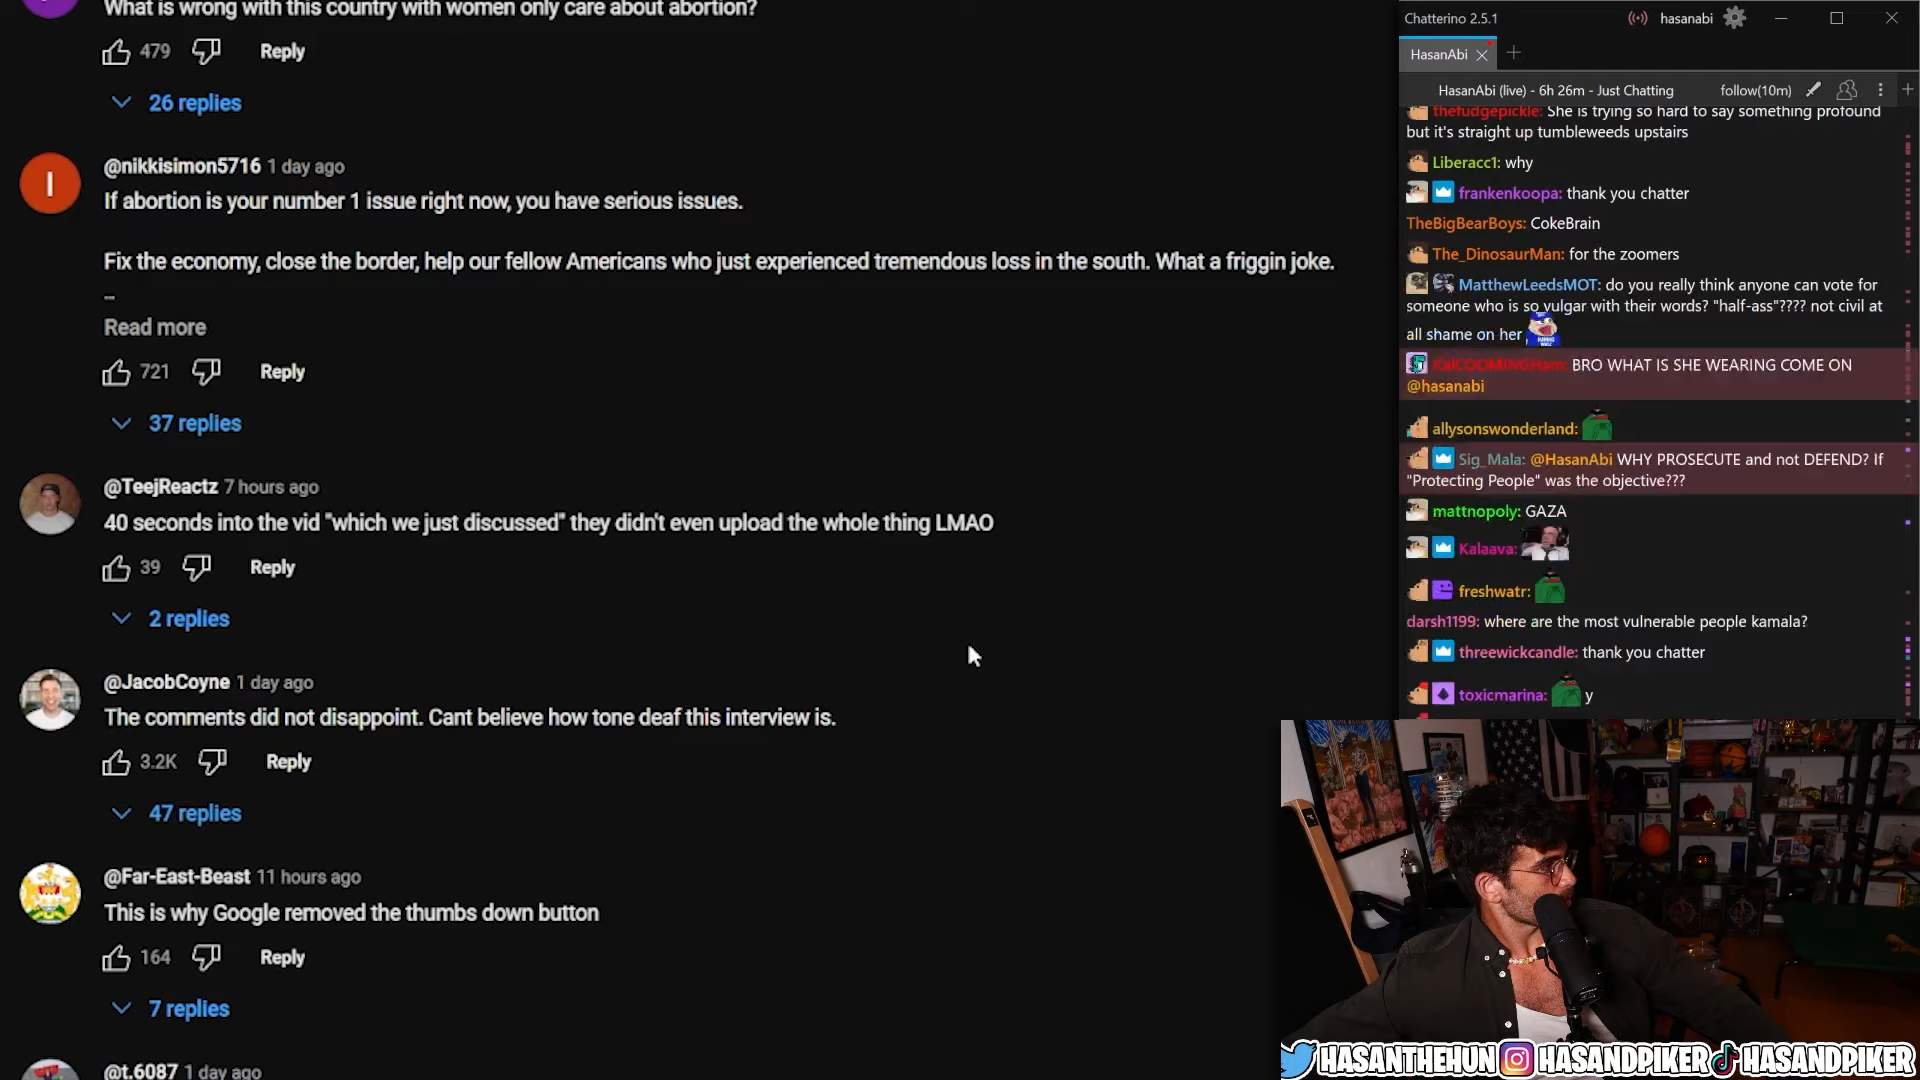 What is wrong with this country with women only care about abortion?
479 Reply
26 replies
@nikkisimon5716 1 day ago
If abortion is your number 1 issue right now, you have serious issues.
Fix the economy, close the border, help our fellow Americans who just experienced tremendous loss in the south. What a friggin joke.
Read more
721 Reply
37 replies
@TeejReactz 7 hours ago
40 seconds into the vid "which we just discussed" they didn't even upload the whole thing LMAO
39 Reply
2 replies
@JacobCoyne 1 day ago
The comments did not disappoint. Cant believe how tone deaf this interview is.
3.2K Reply
47 replies
@Far-East-Beast 11 hours ago
This is why Google removed the thumbs down button
164 Reply
7 replies
@t.6087 1 day ago
Chatterino 2.5.1 hasanabi
HasanAbi
HasanAbi (live) - 6h 26m - Just Chatting follow(10m)
thefudgepickle: She is trying so hard to say something profound
but it's straight up tumbleweeds upstairs
Liberacc1: why
frankenkoopa: thank you chatter
TheBigBearBoys: CokeBrain
The_DinosaurMan: for the zoomers
MatthewLeedsMOT: do you really think anyone can vote for
someone who is so vulgar with their words? "half-ass"???? not civil at
all shame on her
KalCOOMINGHam: BRO WHAT IS SHE WEARING COME ON
@hasanabi
allysonswonderland:
Sig_Mala: @HasanAbi WHY PROSECUTE and not DEFEND? If
"Protecting People" was the objective???
mattnopoly: GAZA
Kalaava:
freshwatr:
darsh1199: where are the most vulnerable people kamala?
threewickcandle: thank you chatter
toxicmarina: y
HASANTHEHUN HASANDPIKER HASANDPIKER